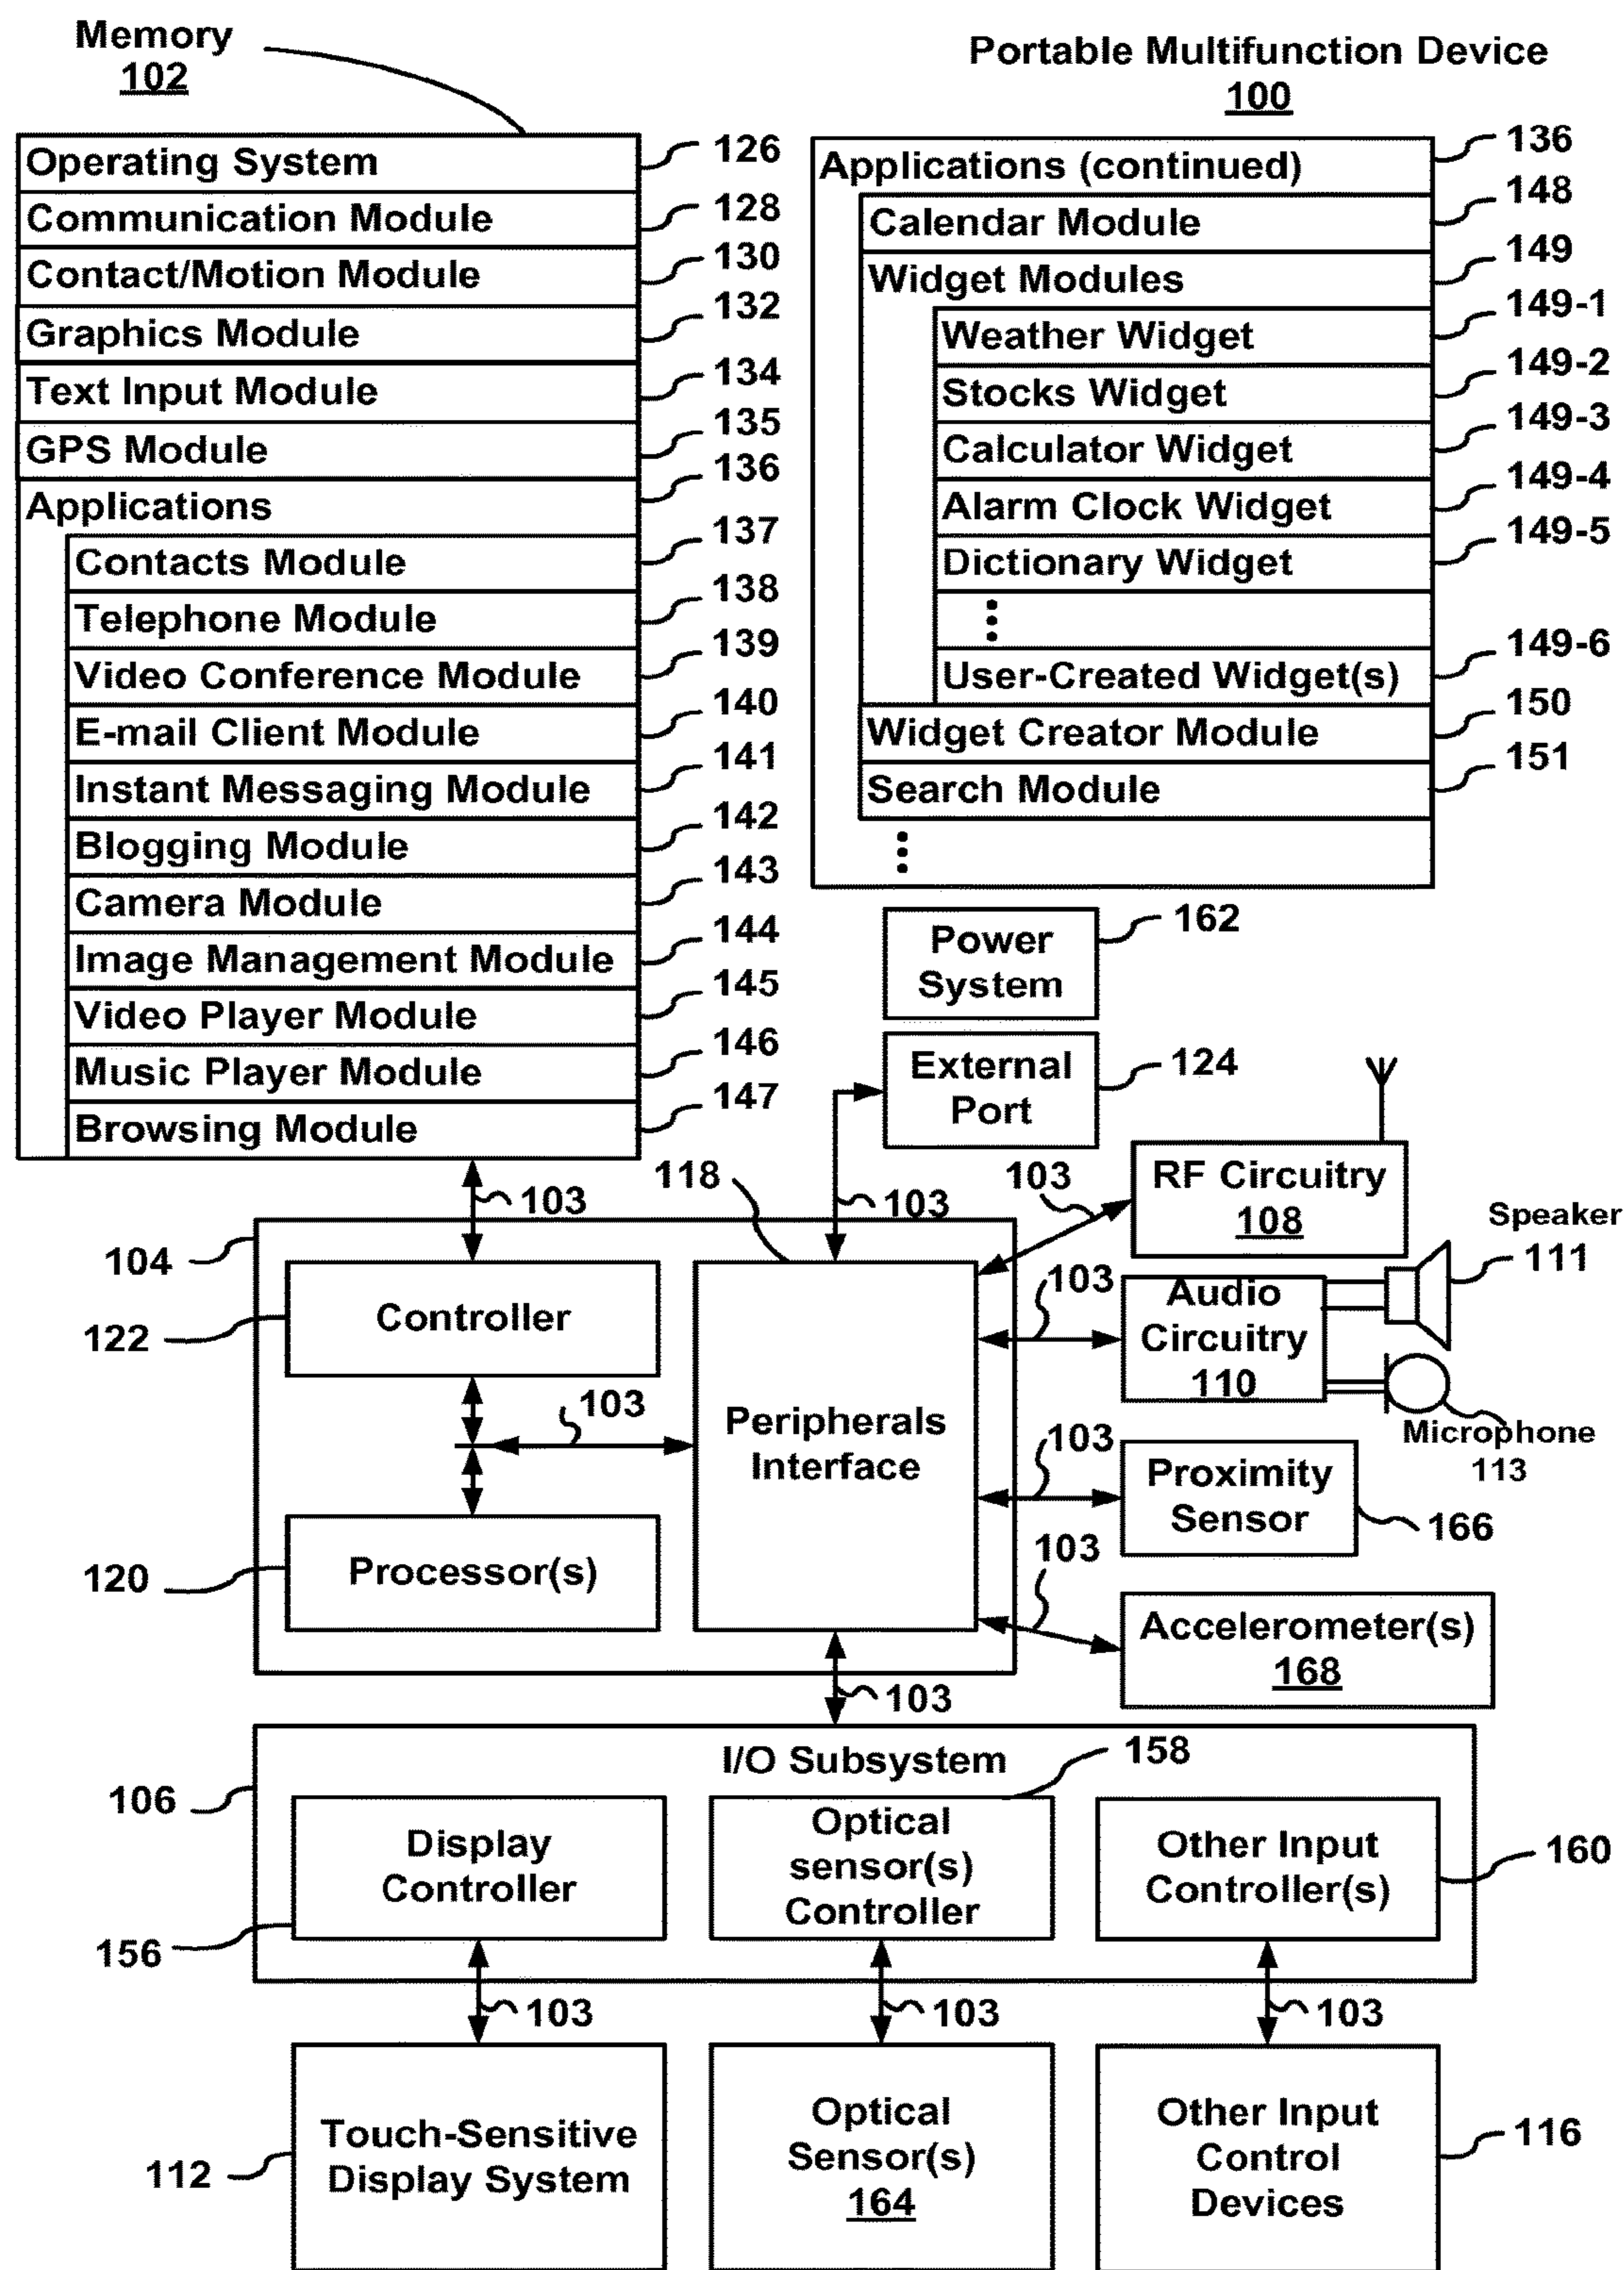 Memory
102
Portable Multifunction Device
100
Operating System
126
Communication Module
128
Contact/Motion Module
130
Graphics Module
132
Text Input Module
134
GPS Module
135
Applications
136
Contacts Module
137
Telephone Module
138
Video Conference Module
139
E-mail Client Module
140
Instant Messaging Module
141
Blogging Module
142
Camera Module
143
Image Management Module
144
Video Player Module
145
Music Player Module
146
Browsing Module
147
Applications (continued)
136
Calendar Module
148
Widget Modules
149
Weather Widget
149-1
Stocks Widget
149-2
Calculator Widget
149-3
Alarm Clock Widget
149-4
Dictionary Widget
149-5
User-Created Widget(s)
149-6
Widget Creator Module
150
Search Module
151
Power
System
162
External
Port
124
103
118
103
103
RF Circuitry
108
Speaker
111
104
Controller
122
103
Audio
Circuitry
110
Microphone
113
103
Peripherals
Interface
103
Proximity
Sensor
166
Processor(s)
120
103
Accelerometer(s)
168
103
I/O Subsystem
158
106
Display
Controller
156
Optical
sensor(s)
Controller
Other Input
Controller(s)
160
103
103
103
Touch-Sensitive
Display System
112
Optical
Sensor(s)
164
Other Input
Control
Devices
116